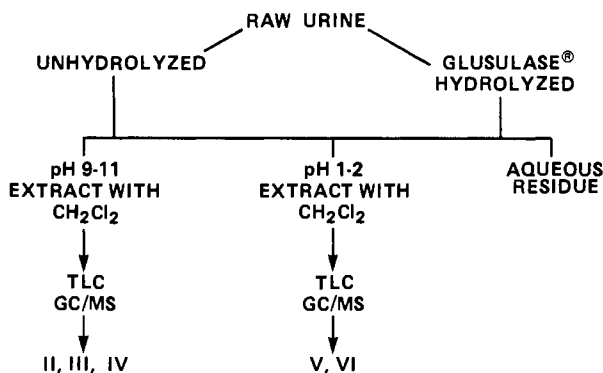 RAW URINE
UNHYDROLYZED
GLUSULASE®
HYDROLYZED
pH 9-11
EXTRACT WITH
CH₂Cl₂
pH 1-2
EXTRACT WITH
CH₂Cl₂
AQUEOUS
RESIDUE
TLC
GC/MS
TLC
GC/MS
II, III, IV
V, VI